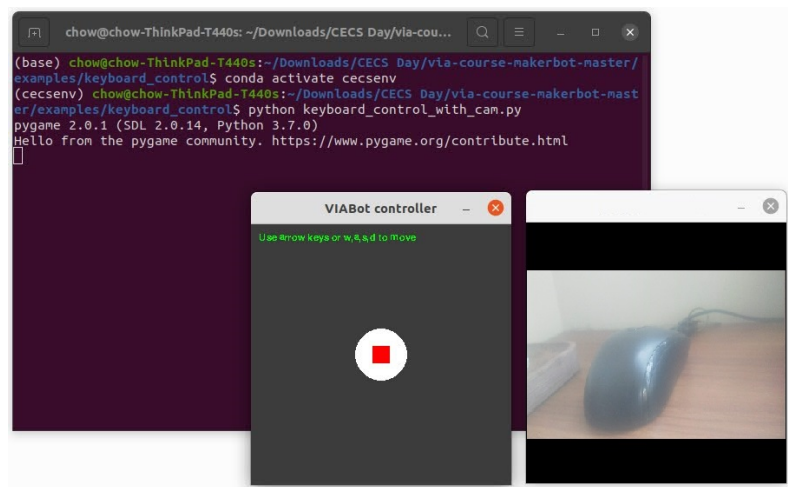 chow@chow-ThinkPad-T440s: ~/Downloads/CECS Day/via-cou...
(base) chow@chow-ThinkPad-T440s:~/Downloads/CECS Day/via-course-makerbot-master/
examples/keyboard_control$ conda activate cecsenv
(cecsenv) chow@chow-ThinkPad-T440s:~/Downloads/CECS Day/via-course-makerbot-mast
er/examples/keyboard_control$ python keyboard_control_with_cam.py
pygame 2.0.1 (SDL 2.0.14, Python 3.7.0)
Hello from the pygame community. https://www.pygame.org/contribute.html
VIABot controller
Use arrow keys or w,a,s,d to move